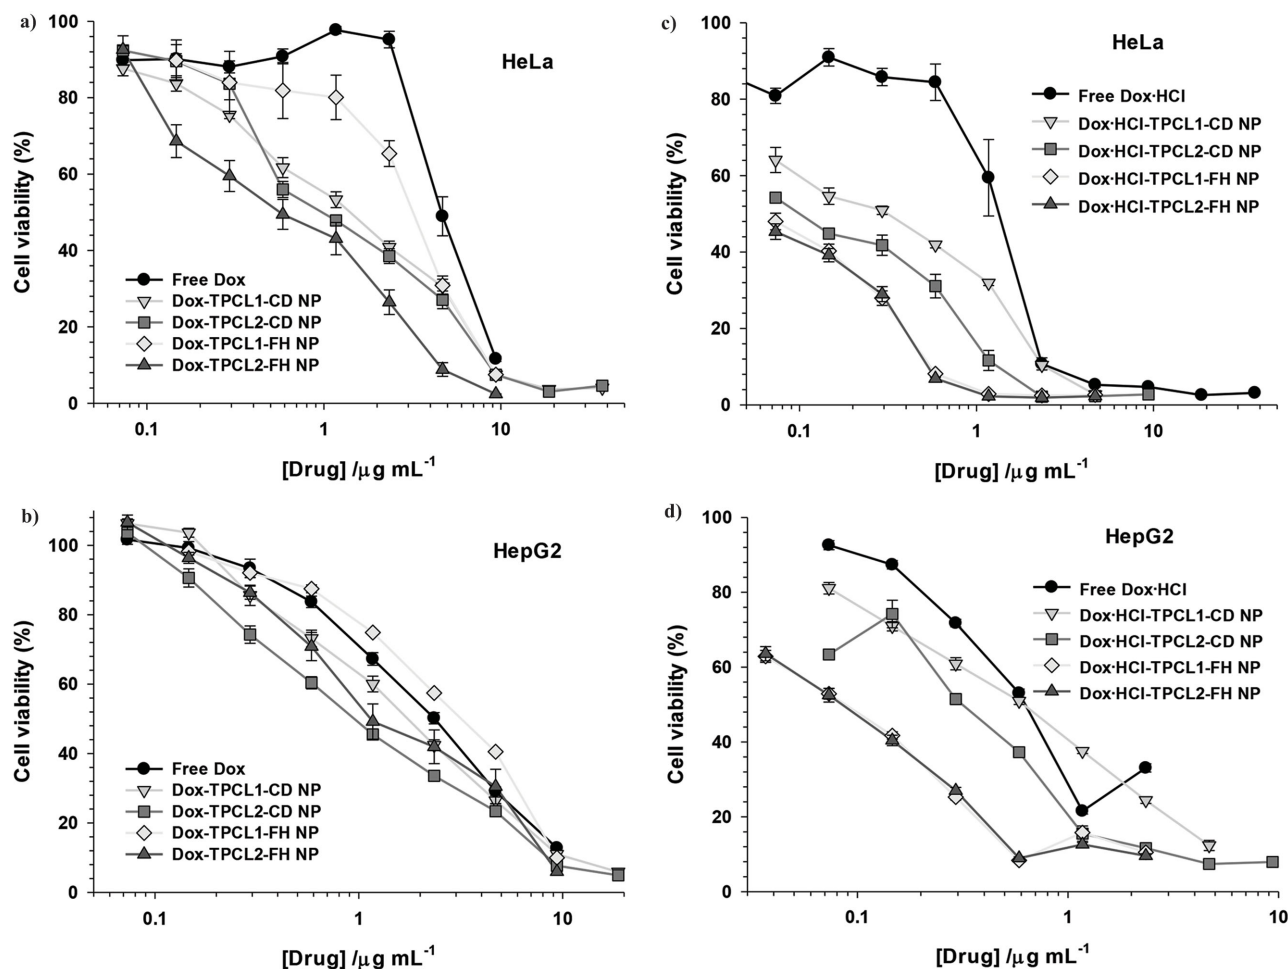 a)
HeLa
100
80
60
40
20
0
Cell viability (%)
Free Dox
Dox-TPCL1-CD NP
Dox-TPCL2-CD NP
Dox-TPCL1-FH NP
Dox-TPCL2-FH NP
0.1
1
10
[Drug] /μg mL⁻¹
c)
HeLa
100
80
60
40
20
0
Cell viability (%)
Free Dox·HCl
Dox·HCl-TPCL1-CD NP
Dox·HCl-TPCL2-CD NP
Dox·HCl-TPCL1-FH NP
Dox·HCl-TPCL2-FH NP
0.1
1
10
[Drug] /μg mL⁻¹
b)
HepG2
100
80
60
40
20
0
Cell viability (%)
Free Dox
Dox-TPCL1-CD NP
Dox-TPCL2-CD NP
Dox-TPCL1-FH NP
Dox-TPCL2-FH NP
0.1
1
10
[Drug] /μg mL⁻¹
d)
HepG2
100
80
60
40
20
0
Cell viability (%)
Free Dox·HCl
Dox·HCl-TPCL1-CD NP
Dox·HCl-TPCL2-CD NP
Dox·HCl-TPCL1-FH NP
Dox·HCl-TPCL2-FH NP
0.1
1
10
[Drug] /μg mL⁻¹